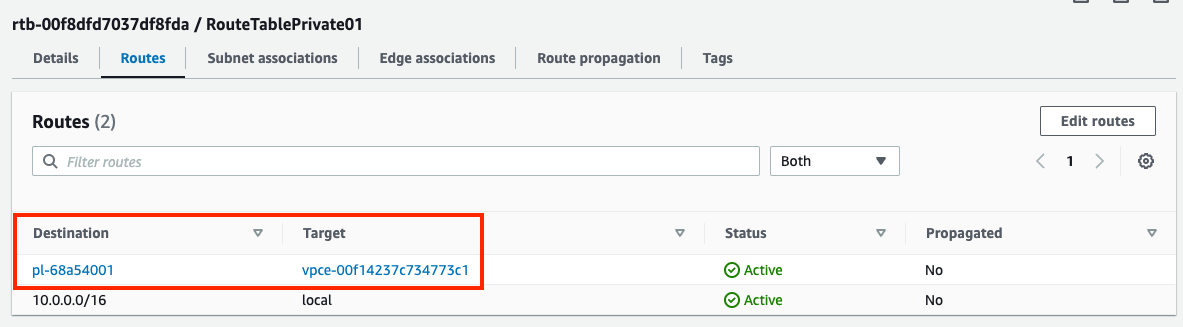 rtb-00f8dfd7037df8fda / RouteTablePrivate01
Details Routes Subnet associations Edge associations Route propagation Tags
Routes (2) Edit routes
Filter routes Both 1
Destination Target Status Propagated
pl-68a54001 vpce-00f14237c734773c1 Active No
10.0.0.0/16 local Active No